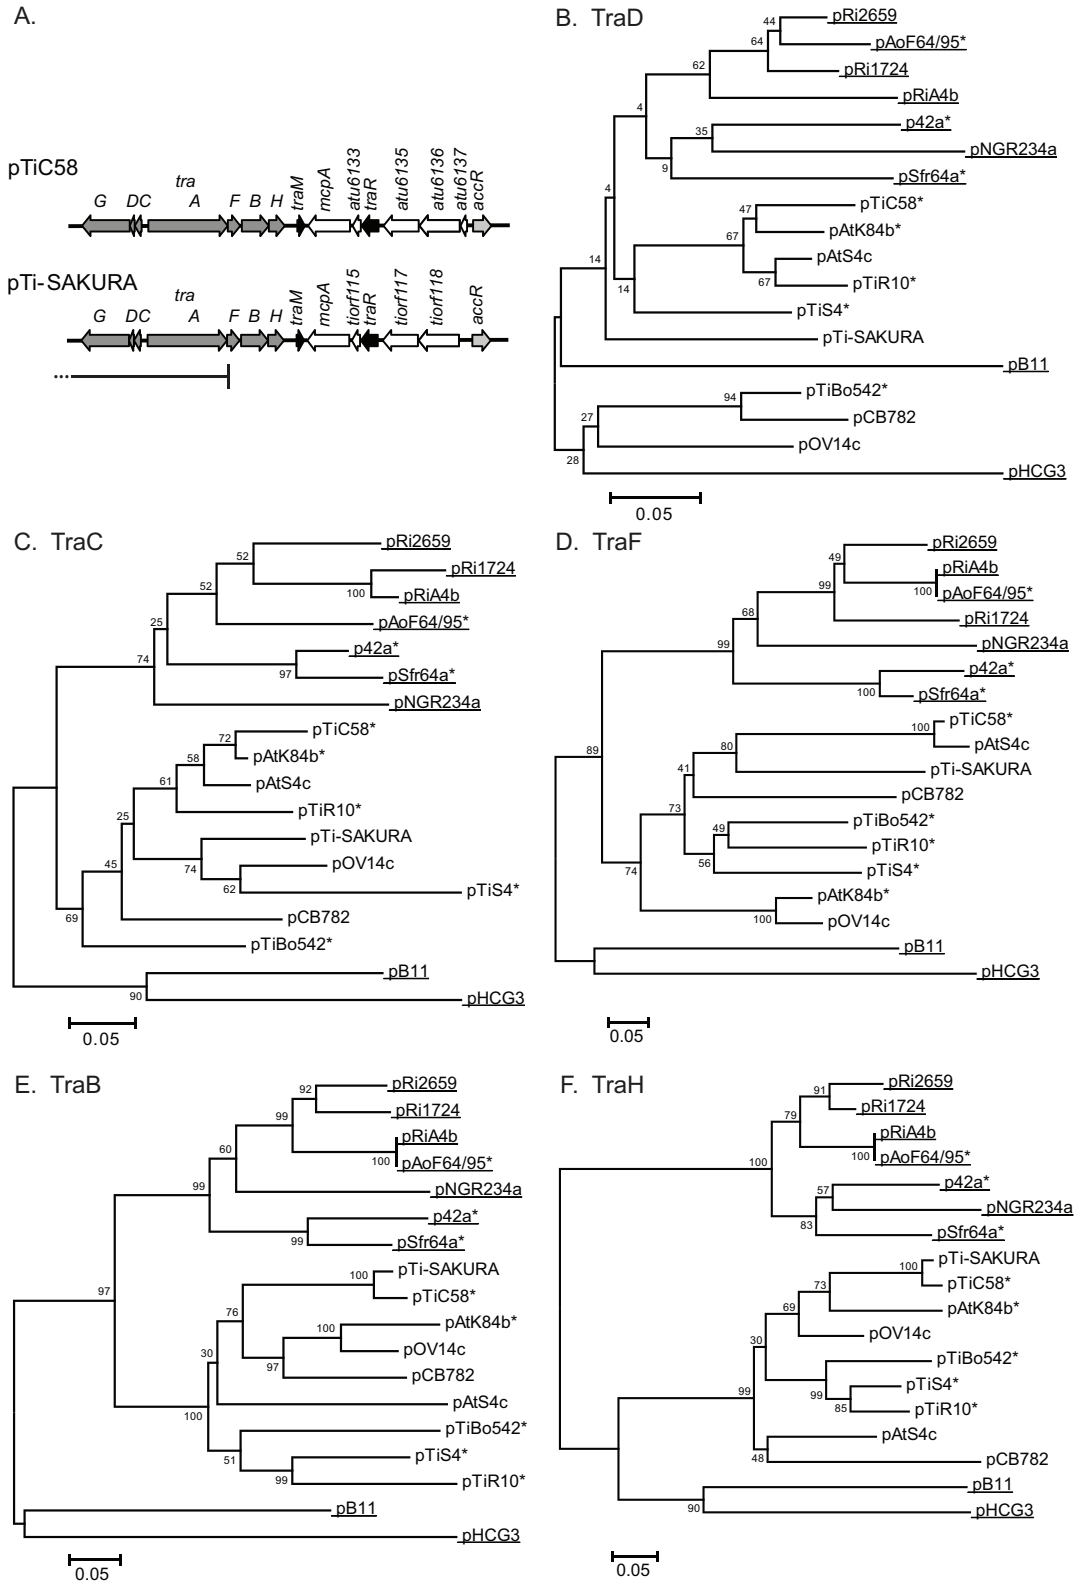 A.
pTiC58
tra
G DC A F B H traM mcpA atu6133 traR atu6135 atu6136 atu6137 accR
pTi-SAKURA
tra
G DC A F B H traM mcpA tiorf115 traR tiorf117 tiorf118 accR
B. TraD
pRi2659
44
pAoF64/95*
64
pRi1724
62
pRiA4b
4
p42a*
35
pNGR234a
9
pSfr64a*
4
pTiC58*
47
pAtK84b*
67
pAtS4c
14
67
pTiR10*
14
pTiS4*
pTi-SAKURA
pB11
pTiBo542*
94
pCB782
27
pOV14c
28
pHCG3
0.05
C. TraC
pRi2659
52
pRi1724
52
100
pRiA4b
pAoF64/95*
25
p42a*
74
97
pSfr64a*
pNGR234a
pTiC58*
72
pAtK84b*
58
pAtS4c
61
pTiR10*
25
pTi-SAKURA
74
pOV14c
45
62
pTiS4*
69
pCB782
pTiBo542*
pB11
90
pHCG3
0.05
D. TraF
pRi2659
49
pRiA4b
99
100
pAoF64/95*
68
pRi1724
99
pNGR234a
p42a*
100
pSfr64a*
pTiC58*
100
pAtS4c
80
89
pTi-SAKURA
41
pCB782
73
pTiBo542*
49
pTiR10*
56
pTiS4*
74
pAtK84b*
100
pOV14c
pB11
pHCG3
0.05
E. TraB
pRi2659
92
pRi1724
99
pRiA4b
60
100
pAoF64/95*
99
pNGR234a
p42a*
99
pSfr64a*
pTi-SAKURA
100
97
pTiC58*
76
pAtK84b*
100
pOV14c
30
97
pCB782
pAtS4c
100
pTiBo542*
51
pTiS4*
99
pTiR10*
pB11
pHCG3
0.05
F. TraH
pRi2659
91
pRi1724
79
pRiA4b
100
100
pAoF64/95*
p42a*
57
pNGR234a
83
pSfr64a*
pTi-SAKURA
100
pTiC58*
73
pAtK84b*
69
pOV14c
30
pTiBo542*
99
pTiS4*
99
85
pTiR10*
pAtS4c
48
pCB782
pB11
90
pHCG3
0.05